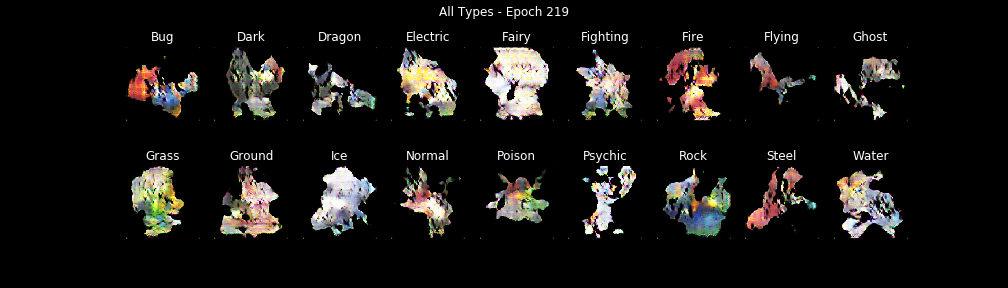 All Types - Epoch 219
Bug Dark Dragon Electric Fairy Fighting Fire Flying Ghost
Grass Ground Ice Normal Poison Psychic Rock Steel Water